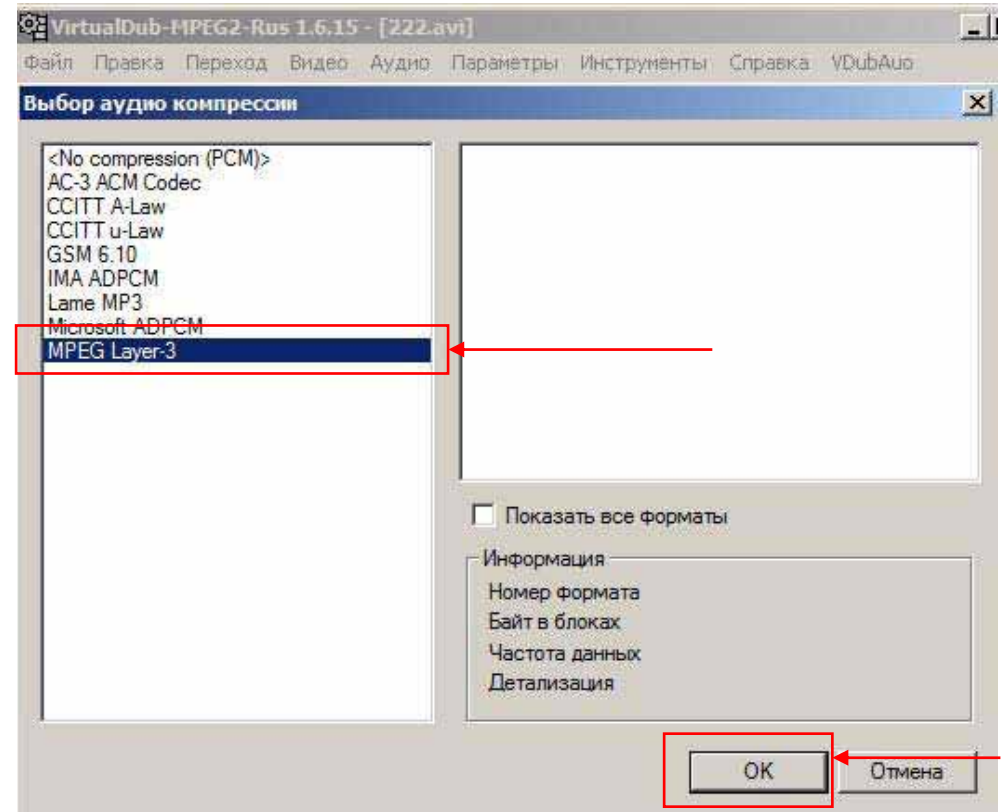 VirtualDub-MPEG2-Rus 1.6.15 - [222.avi]
Файл Правка Переход Видео Аудио Параметры Инструменты Справка VDubAuo
Выбор аудио компрессии
<No compression (PCM)>
AC-3 ACM Codec
CCITT A-Law
CCITT u-Law
GSM 6.10
IMA ADPCM
Lame MP3
Microsoft ADPCM
MPEG Layer-3
Показать все форматы
Информация
Номер формата
Байт в блоках
Частота данных
Детализация
OK Отмена